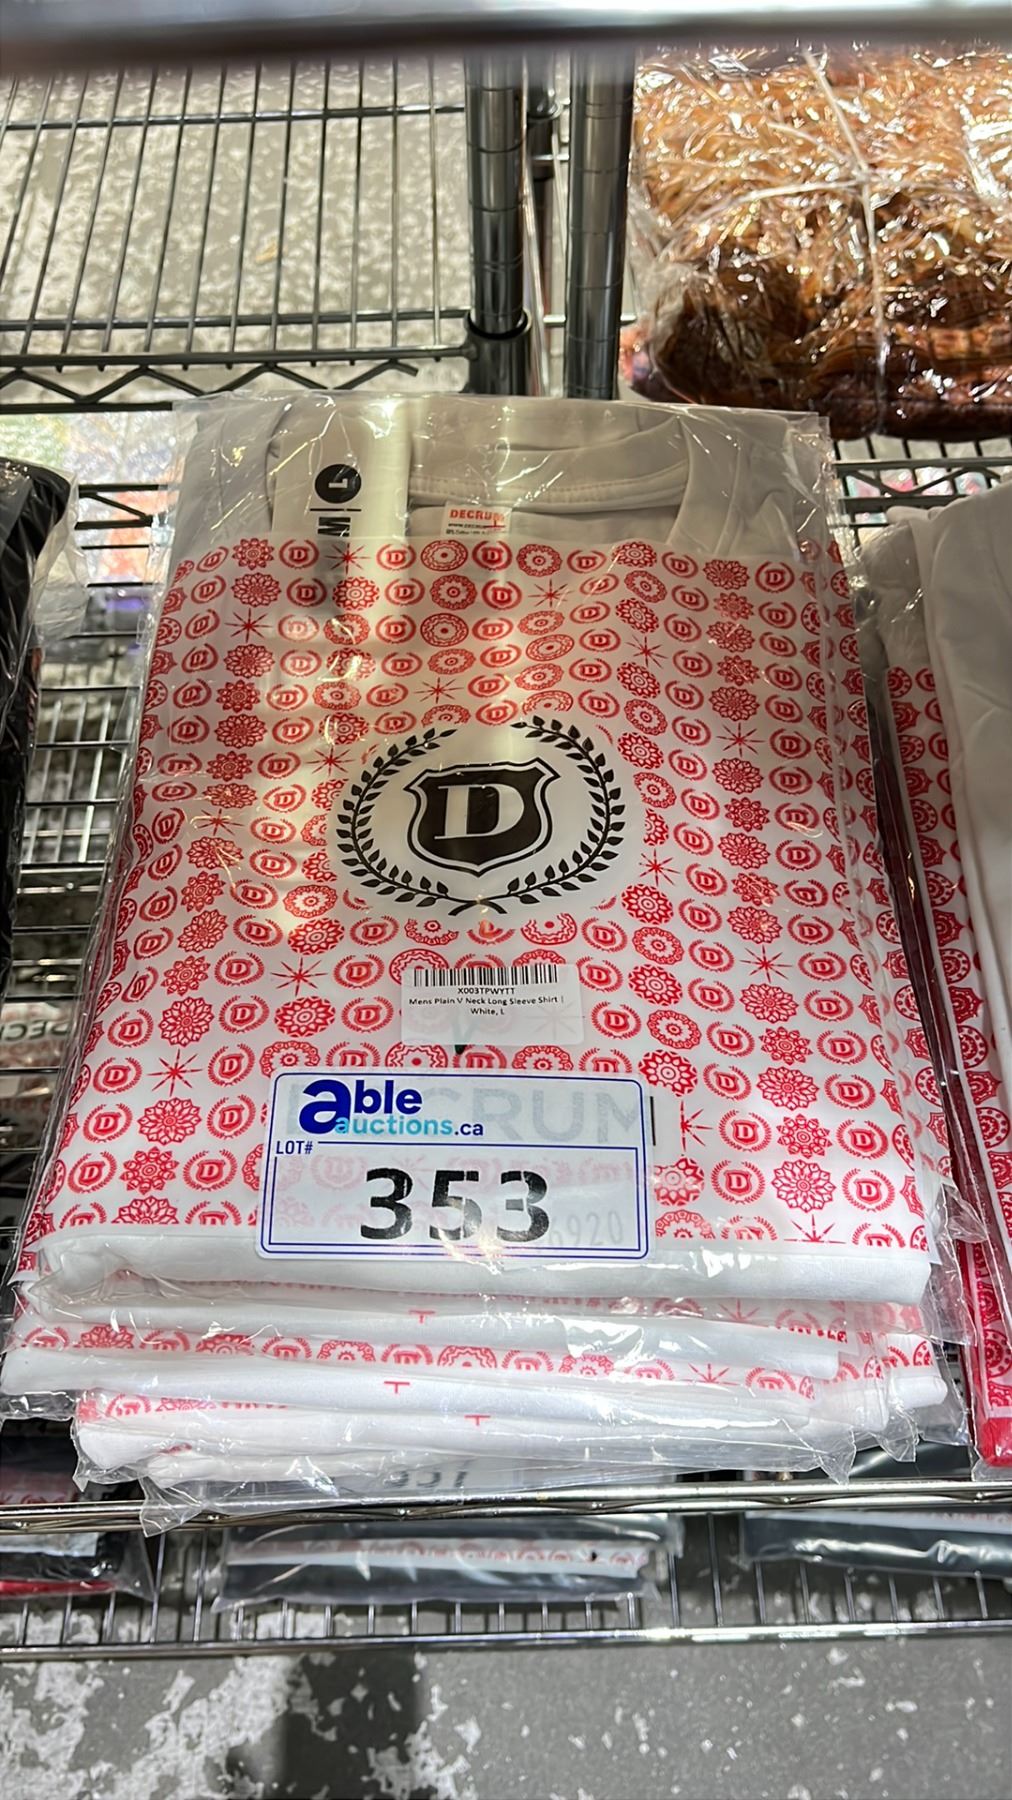 L
M
DECRUM
D
X003TPWYTT
Mens Plain V Neck Long Sleeve Shirt |
White, L
able
auctions.ca
LOT#
353